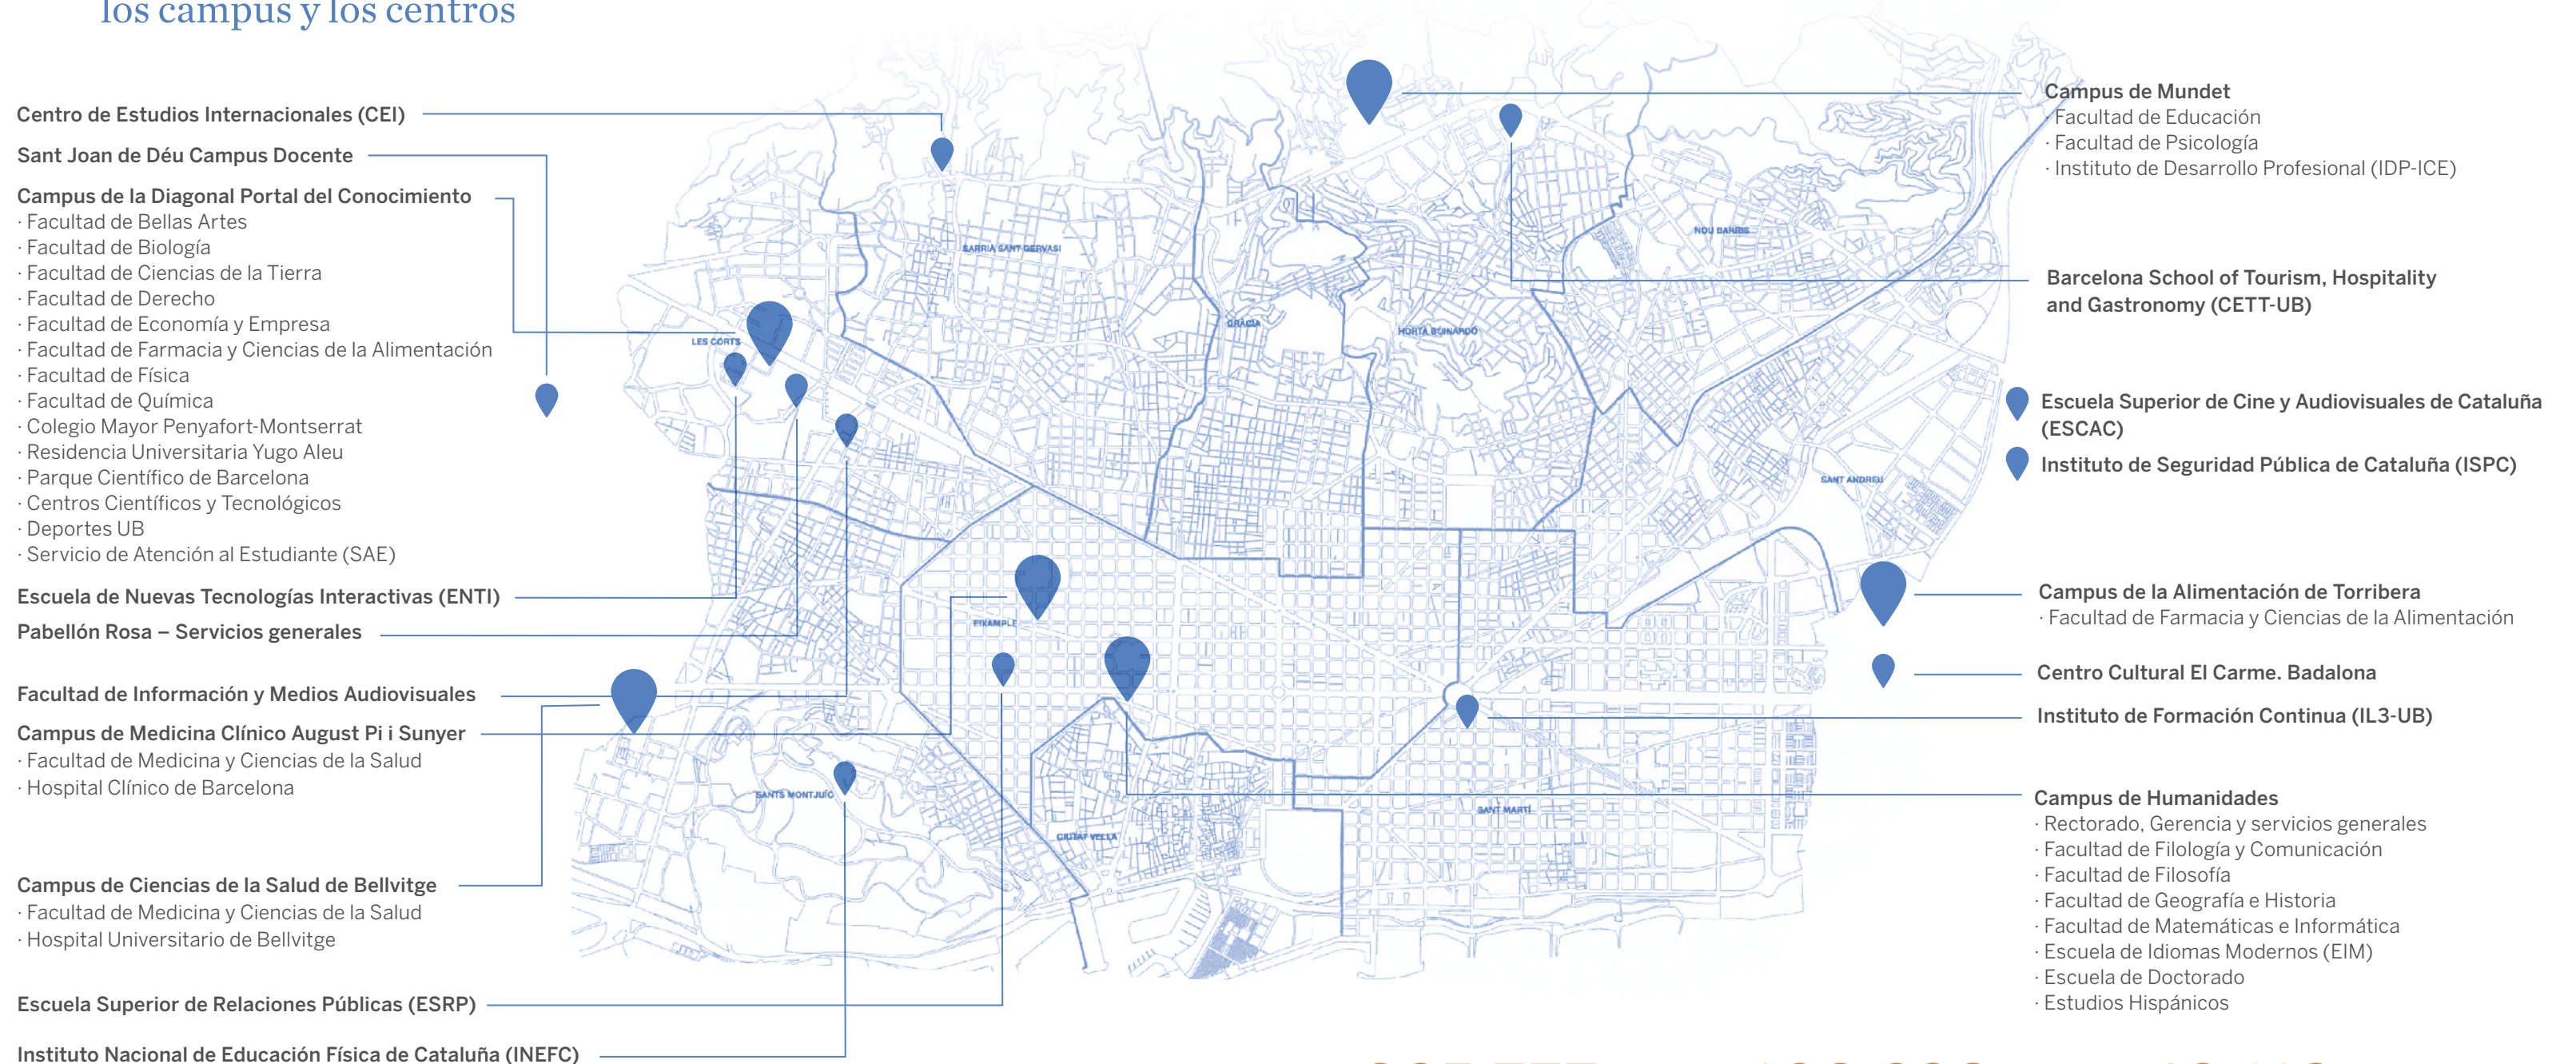 los campus y los centros
Centro de Estudios Internacionales (CEI)
Sant Joan de Déu Campus Docente
Campus de la Diagonal Portal del Conocimiento
· Facultad de Bellas Artes
· Facultad de Biología
· Facultad de Ciencias de la Tierra
· Facultad de Derecho
· Facultad de Economía y Empresa
· Facultad de Farmacia y Ciencias de la Alimentación
· Facultad de Física
· Facultad de Química
· Colegio Mayor Penyafort-Montserrat
· Residencia Universitaria Yugo Aleu
· Parque Científico de Barcelona
· Centros Científicos y Tecnológicos
· Deportes UB
· Servicio de Atención al Estudiante (SAE)
Escuela de Nuevas Tecnologías Interactivas (ENTI)
Pabellón Rosa – Servicios generales
Facultad de Información y Medios Audiovisuales
Campus de Medicina Clínico August Pi i Sunyer
· Facultad de Medicina y Ciencias de la Salud
· Hospital Clínico de Barcelona
Campus de Ciencias de la Salud de Bellvitge
· Facultad de Medicina y Ciencias de la Salud
· Hospital Universitario de Bellvitge
Escuela Superior de Relaciones Públicas (ESRP)
Instituto Nacional de Educación Física de Cataluña (INEFC)
SARRIÀ SANT GERVASI
LES CORTS
GRÀCIA
HORTA GUINARDÓ
NOU BARRIS
SANT ANDREU
EIXAMPLE
SANTS MONTJUÏC
CIUTAT VELLA
SANT MARTÍ
Campus de Mundet
· Facultad de Educación
· Facultad de Psicología
· Instituto de Desarrollo Profesional (IDP-ICE)
Barcelona School of Tourism, Hospitality
and Gastronomy (CETT-UB)
Escuela Superior de Cine y Audiovisuales de Cataluña
(ESCAC)
Instituto de Seguridad Pública de Cataluña (ISPC)
Campus de la Alimentación de Torribera
· Facultad de Farmacia y Ciencias de la Alimentación
Centro Cultural El Carme. Badalona
Instituto de Formación Continua (IL3-UB)
Campus de Humanidades
· Rectorado, Gerencia y servicios generales
· Facultad de Filología y Comunicación
· Facultad de Filosofía
· Facultad de Geografía e Historia
· Facultad de Matemáticas e Informática
· Escuela de Idiomas Modernos (EIM)
· Escuela de Doctorado
· Estudios Hispánicos